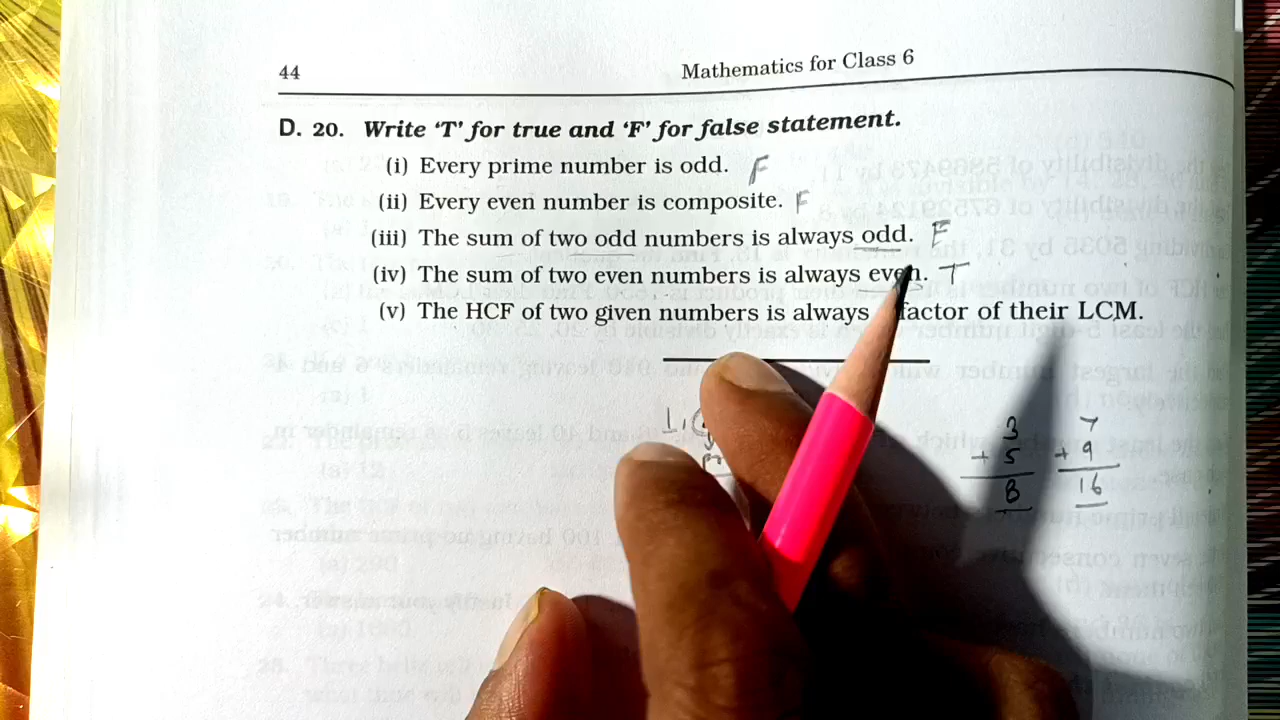 44 Mathematics for Class 6
D. 20. Write ‘T’ for true and ‘F’ for false statement.
(i) Every prime number is odd. F
(ii) Every even number is composite. F
(iii) The sum of two odd numbers is always odd. F
(iv) The sum of two even numbers is always even. T
(v) The HCF of two given numbers is always factor of their LCM.
1,
3 7
+ 5 + 9
8 16